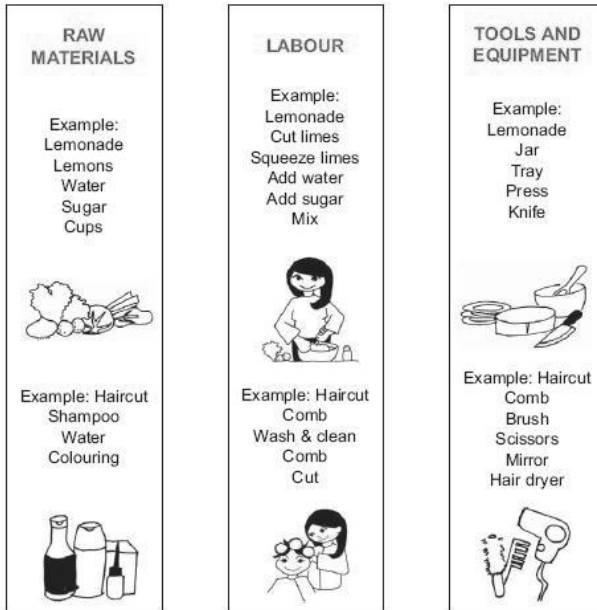 RAW
MATERIALS
Example:
Lemonade
Lemons
Water
Sugar
Cups
Example: Haircut
Shampoo
Water
Colouring
LABOUR
Example:
Lemonade
Cut limes
Squeeze limes
Add water
Add sugar
Mix
Example: Haircut
Comb
Wash & clean
Comb
Cut
TOOLS AND
EQUIPMENT
Example:
Lemonade
Jar
Tray
Press
Knife
Example: Haircut
Comb
Brush
Scissors
Mirror
Hair dryer